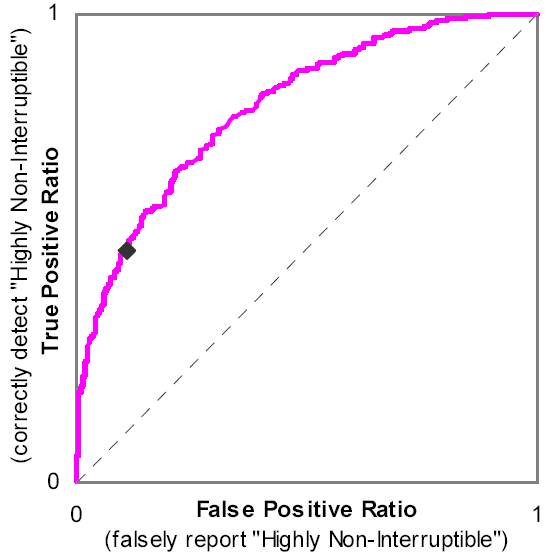 1
(correctly detect "Highly Non-Interruptible")
True Positive Ratio
0
0
False Positive Ratio
1
(falsely report "Highly Non-Interruptible")